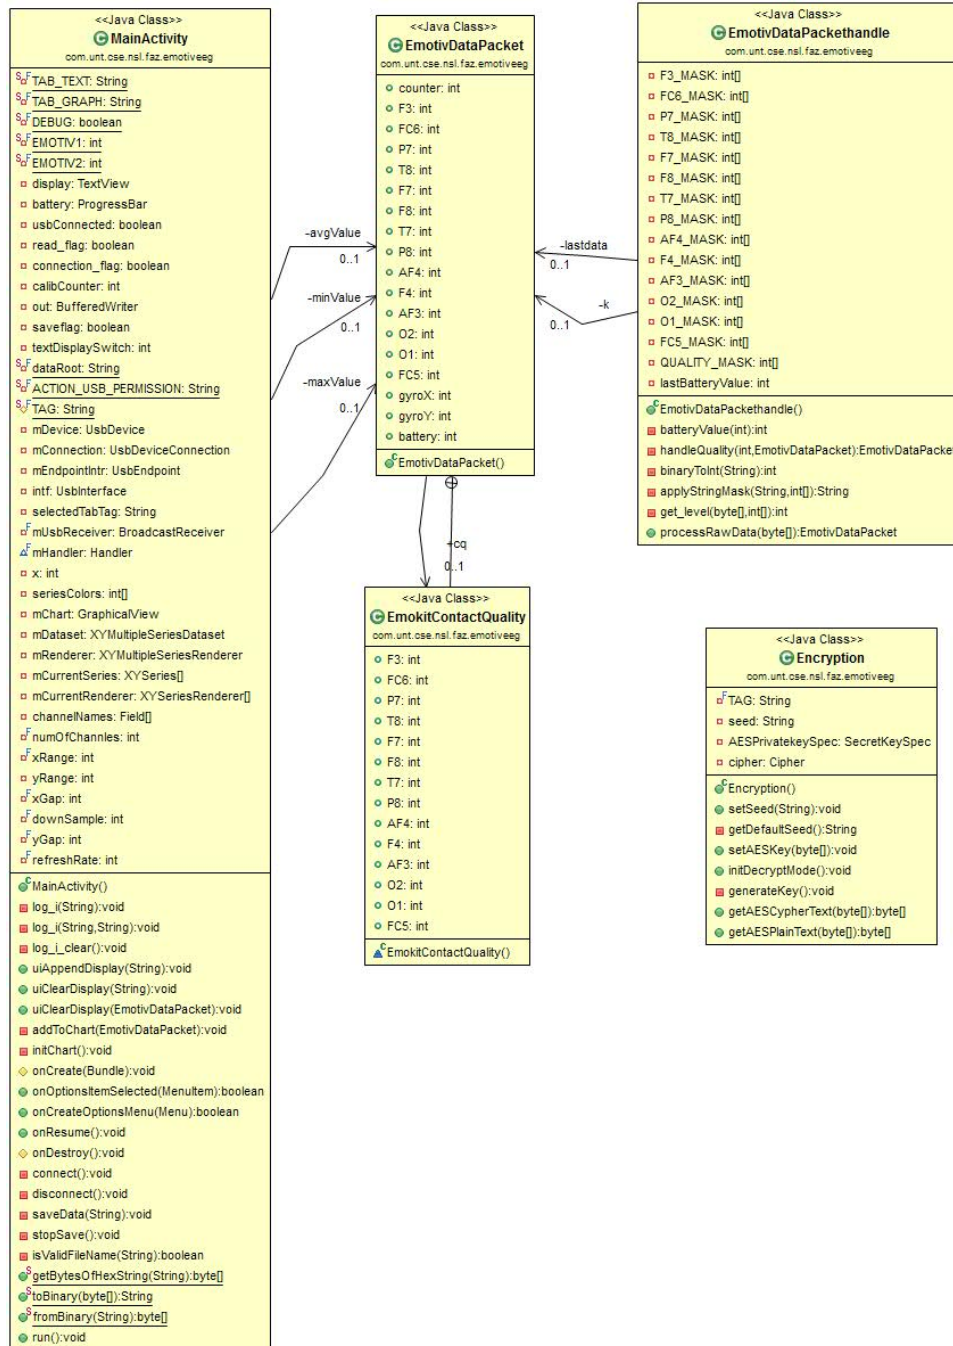 <<Java Class>>
MainActivity
com.unt.cse.nsl.faz.emotiveeg
TAB_TEXT: String
TAB_GRAPH: String
DEBUG: boolean
EMOTIV1: int
EMOTIV2: int
display: TextView
battery: ProgressBar
usbConnected: boolean
read_flag: boolean
connection_flag: boolean
calibCounter: int
out: BufferedWriter
saveflag: boolean
textDisplaySwitch: int
dataRoot: String
ACTION_USB_PERMISSION: String
TAG: String
mDevice: UsbDevice
mConnection: UsbDeviceConnection
mEndpointIntr: UsbEndpoint
intf: UsbInterface
selectedTabTag: String
mUsbReceiver: BroadcastReceiver
mHandler: Handler
x: int
seriesColors: int[]
mChart: GraphicalView
mDataset: XYMultipleSeriesDataset
mRenderer: XYMultipleSeriesRenderer
mCurrentSeries: XYSeries[]
mCurrentRenderer: XYSeriesRenderer[]
channelNames: Field[]
numOfChannles: int
xRange: int
yRange: int
xGap: int
downSample: int
yGap: int
refreshRate: int
MainActivity()
log_i(String):void
log_i(String,String):void
log_i_clear():void
uiAppendDisplay(String):void
uiClearDisplay(String):void
uiClearDisplay(EmotivDataPacket):void
addToChart(EmotivDataPacket):void
initChart():void
onCreate(Bundle):void
onOptionsItemSelected(MenuItem):boolean
onCreateOptionsMenu(Menu):boolean
onResume():void
onDestroy():void
connect():void
disconnect():void
saveData(String):void
stopSave():void
isValidFileName(String):boolean
getBytesOfHexString(String):byte[]
toBinary(byte[]):String
fromBinary(String):byte[]
run():void
-avgValue
0..1
-minValue
0..1
-maxValue
0..1
<<Java Class>>
EmotivDataPacket
com.unt.cse.nsl.faz.emotiveeg
counter: int
F3: int
FC6: int
P7: int
T8: int
F7: int
F8: int
T7: int
P8: int
AF4: int
F4: int
AF3: int
O2: int
O1: int
FC5: int
gyroX: int
gyroY: int
battery: int
EmotivDataPacket()
+cq
0..1
<<Java Class>>
EmokitContactQuality
com.unt.cse.nsl.faz.emotiveeg
F3: int
FC6: int
P7: int
T8: int
F7: int
F8: int
T7: int
P8: int
AF4: int
F4: int
AF3: int
O2: int
O1: int
FC5: int
EmokitContactQuality()
-lastdata
0..1
-k
0..1
<<Java Class>>
EmotivDataPackethandle
com.unt.cse.nsl.faz.emotiveeg
F3_MASK: int[]
FC6_MASK: int[]
P7_MASK: int[]
T8_MASK: int[]
F7_MASK: int[]
F8_MASK: int[]
T7_MASK: int[]
P8_MASK: int[]
AF4_MASK: int[]
F4_MASK: int[]
AF3_MASK: int[]
O2_MASK: int[]
O1_MASK: int[]
FC5_MASK: int[]
QUALITY_MASK: int[]
lastBatteryValue: int
EmotivDataPackethandle()
batteryValue(int):int
handleQuality(int,EmotivDataPacket):EmotivDataPacket
binaryToInt(String):int
applyStringMask(String,int[]):String
get_level(byte[],int[]):int
processRawData(byte[]):EmotivDataPacket
<<Java Class>>
Encryption
com.unt.cse.nsl.faz.emotiveeg
TAG: String
seed: String
AESPrivatekeySpec: SecretKeySpec
cipher: Cipher
Encryption()
setSeed(String):void
getDefaultSeed():String
setAESKey(byte[]):void
initDecryptMode():void
generateKey():void
getAESCypherText(byte[]):byte[]
getAESPlainText(byte[]):byte[]